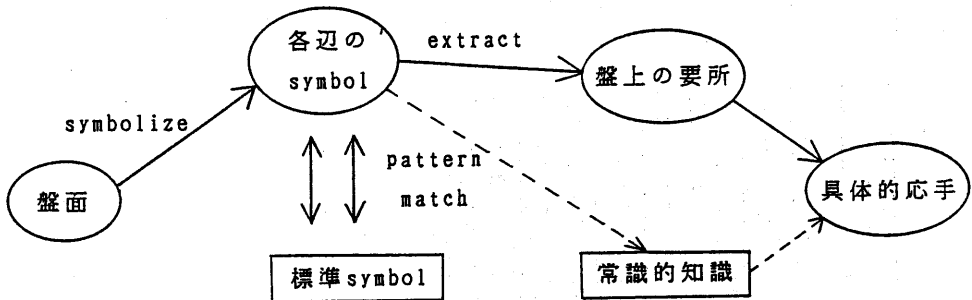 各辺の
symbol
extract
盤上の要所
symbolize
盤面
pattern
match
具体的応手
標準symbol
常識的知識